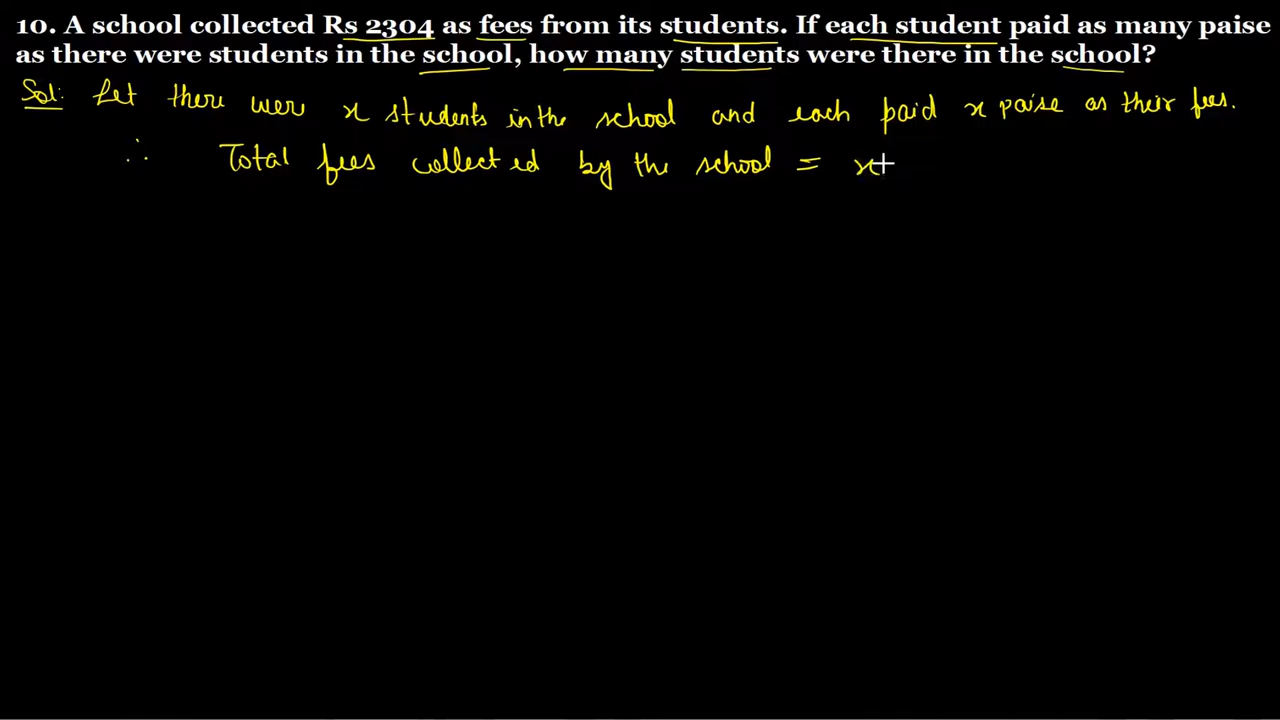 10. A school collected Rs 2304 as fees from its students. If each student paid as many paise
as there were students in the school, how many students were there in the school?
Sol: Let there were x students in the school and each paid x paise as their fees.
∴ Total fees collected by the school = x